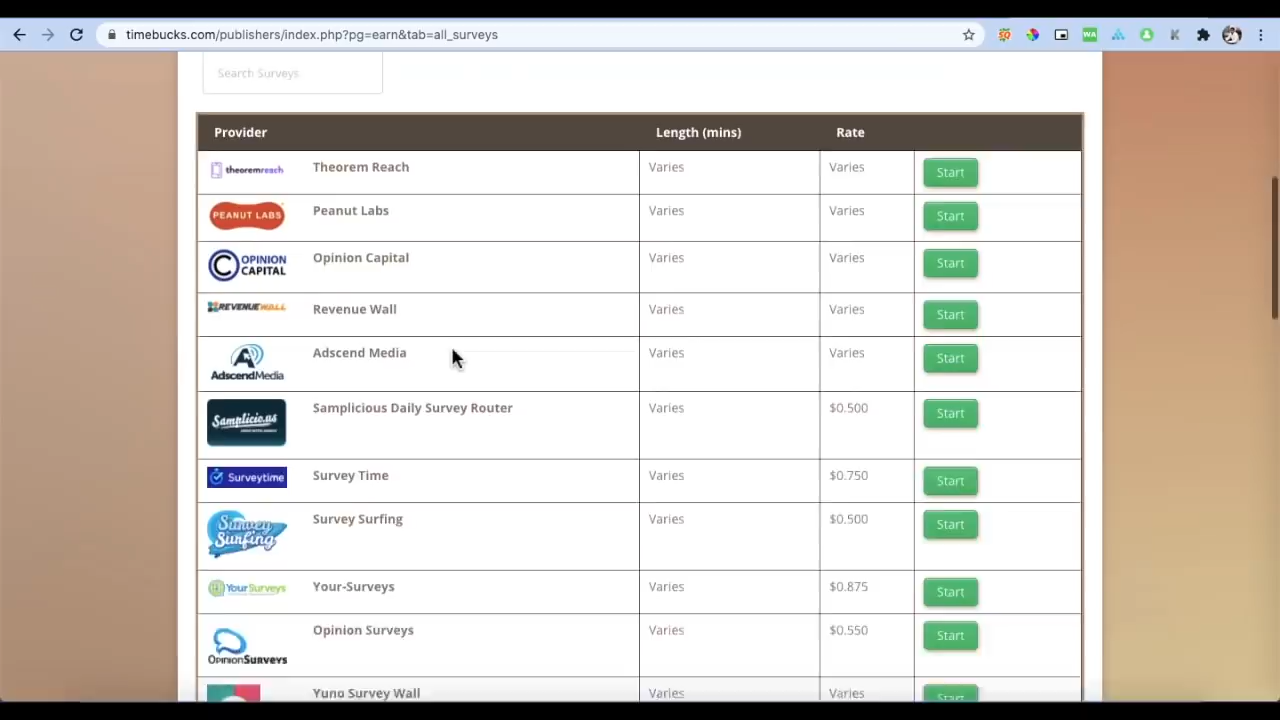 timebucks.com/publishers/index.php?pg=earn&tab=all_surveys
Search Surveys
Provider Length (mins) Rate
theoremreach Theorem Reach Varies Varies Start
PEANUT LABS Peanut Labs Varies Varies Start
OPINION CAPITAL Opinion Capital Varies Varies Start
REVENUEWALL Revenue Wall Varies Varies Start
AdscendMedia Adscend Media Varies Varies Start
Samplicio.us Samplicious Daily Survey Router Varies $0.500 Start
Surveytime Survey Time Varies $0.750 Start
Survey Surfing Survey Surfing Varies $0.500 Start
YourSurveys Your-Surveys Varies $0.875 Start
OPINIONSURVEYS Opinion Surveys Varies $0.550 Start
Yuno Survey Wall Varies Varies Start